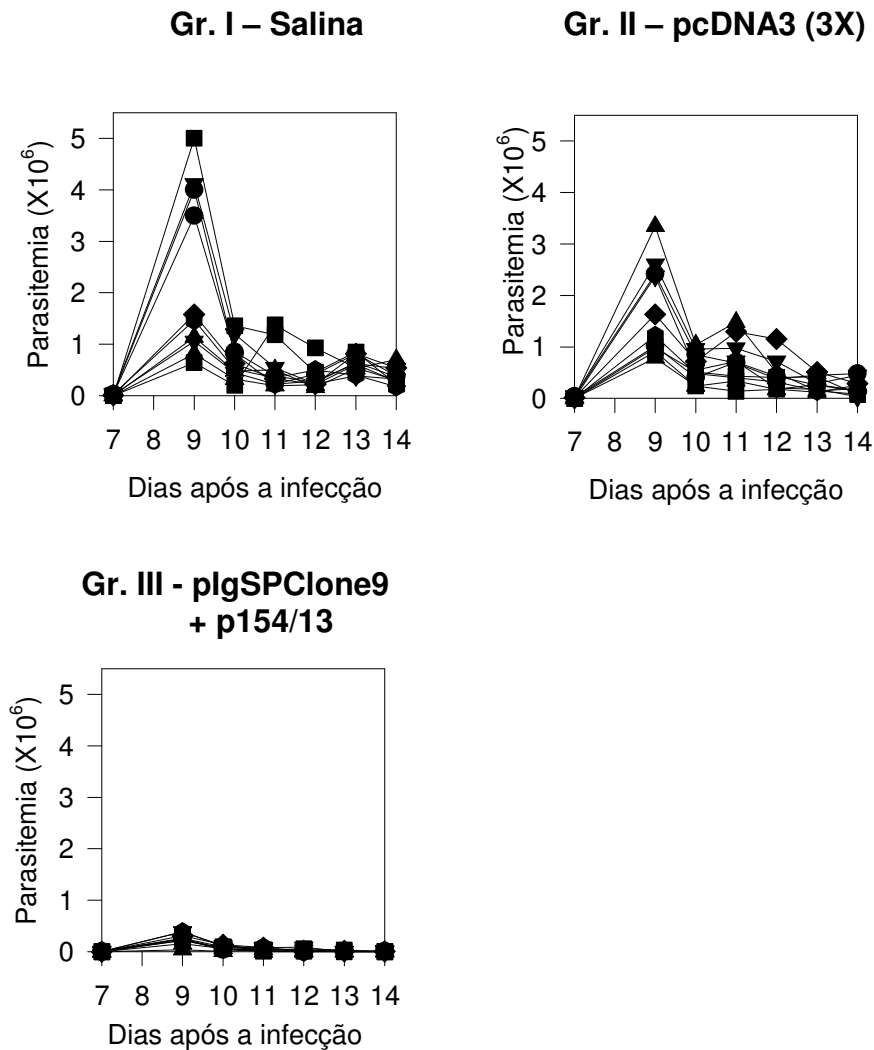 Gr. I – Salina
Parasitemia (X10⁶)
5
4
3
2
1
0
7 8 9 10 11 12 13 14
Dias após a infecção
Gr. II – pcDNA3 (3X)
Parasitemia (X10⁶)
5
4
3
2
1
0
7 8 9 10 11 12 13 14
Dias após a infecção
Gr. III - pIgSPClone9
+ p154/13
Parasitemia (X10⁶)
5
4
3
2
1
0
7 8 9 10 11 12 13 14
Dias após a infecção